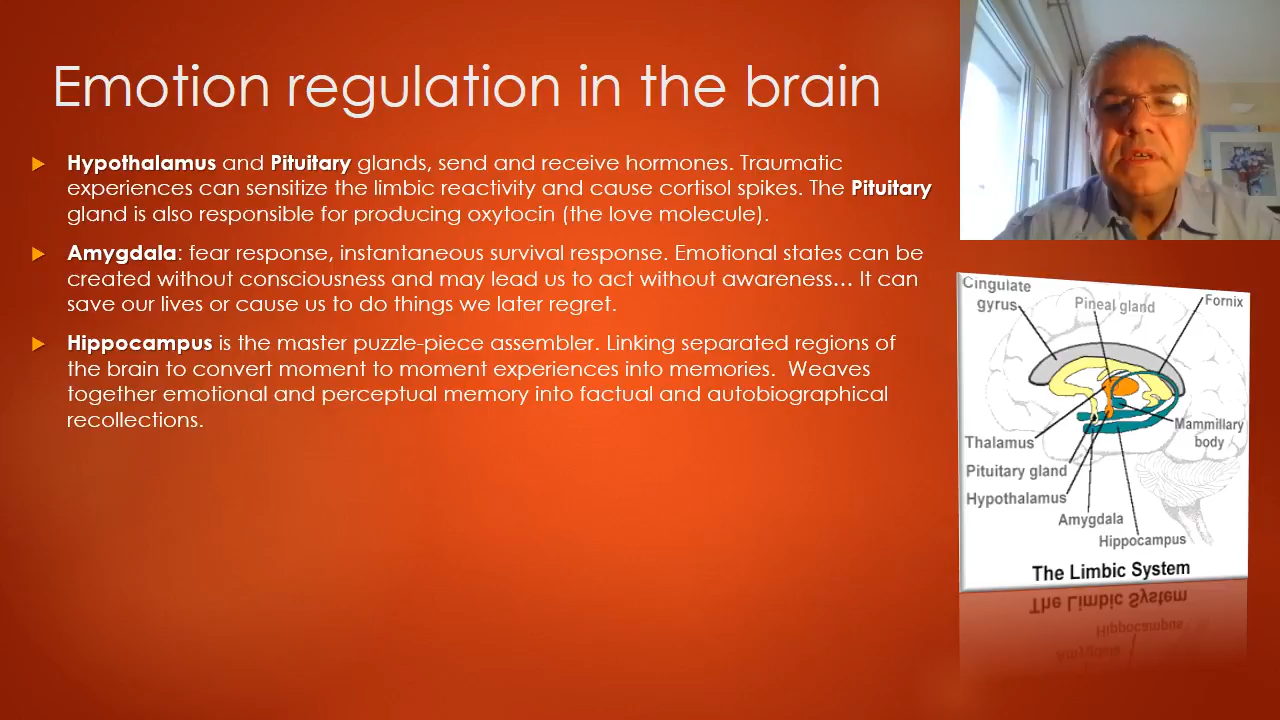 Emotion regulation in the brain
Hypothalamus and Pituitary glands, send and receive hormones. Traumatic
experiences can sensitize the limbic reactivity and cause cortisol spikes. The Pituitary
gland is also responsible for producing oxytocin (the love molecule).
Amygdala: fear response, instantaneous survival response. Emotional states can be
created without consciousness and may lead us to act without awareness… It can
save our lives or cause us to do things we later regret.
Hippocampus is the master puzzle-piece assembler. Linking separated regions of
the brain to convert moment to moment experiences into memories.  Weaves
together emotional and perceptual memory into factual and autobiographical
recollections.
Cingulate
gyrus
Pineal gland
Fornix
Thalamus
Mammillary
body
Pituitary gland
Hypothalamus
Amygdala
Hippocampus
The Limbic System
The Limbic System
Hippocampus
Amygdala